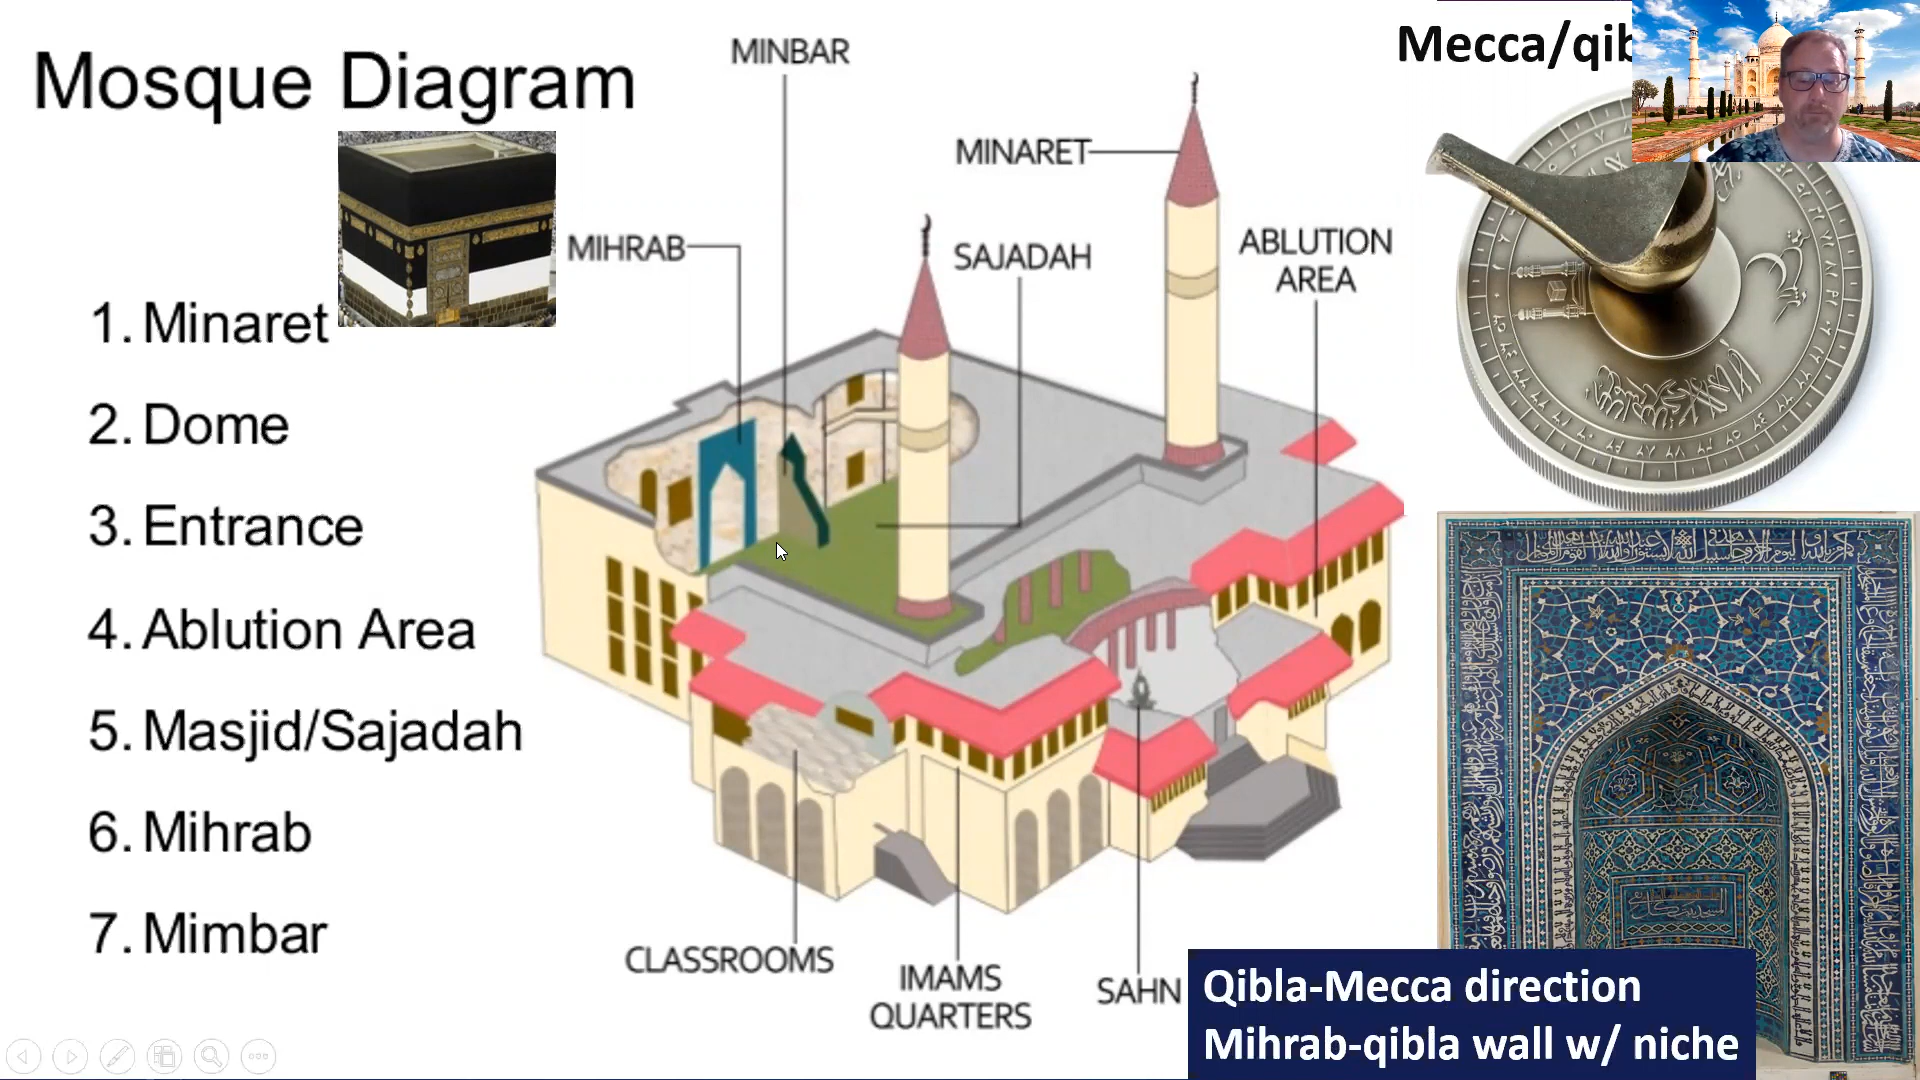 Mosque Diagram
1. Minaret
2. Dome
3. Entrance
4. Ablution Area
5. Masjid/Sajadah
6. Mihrab
7. Mimbar
MINBAR
MINARET
MIHRAB
SAJADAH
ABLUTION
AREA
CLASSROOMS
IMAMS
QUARTERS
SAHN
Mecca/qib
Qibla-Mecca direction
Mihrab-qibla wall w/ niche